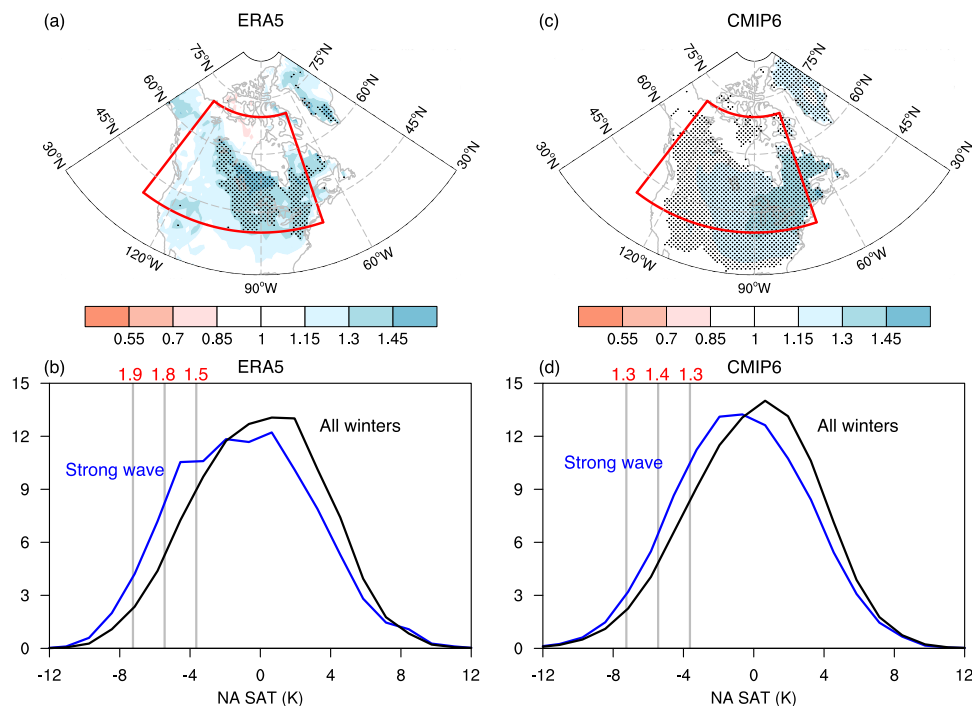 (a) ERA5
75°N 75°N
60°N 60°N
45°N 45°N
30°N 30°N
120°W 60°W
90°W
0.55 0.7 0.85 1 1.15 1.3 1.45
(c) CMIP6
75°N 75°N
60°N 60°N
45°N 45°N
30°N 30°N
120°W 60°W
90°W
0.55 0.7 0.85 1 1.15 1.3 1.45
(b) ERA5
1.9 1.8 1.5
15
12
9
6
3
0
All winters
Strong wave
-12 -8 -4 0 4 8 12
NA SAT (K)
(d) CMIP6
1.3 1.4 1.3
15
12
9
6
3
0
All winters
Strong wave
-12 -8 -4 0 4 8 12
NA SAT (K)